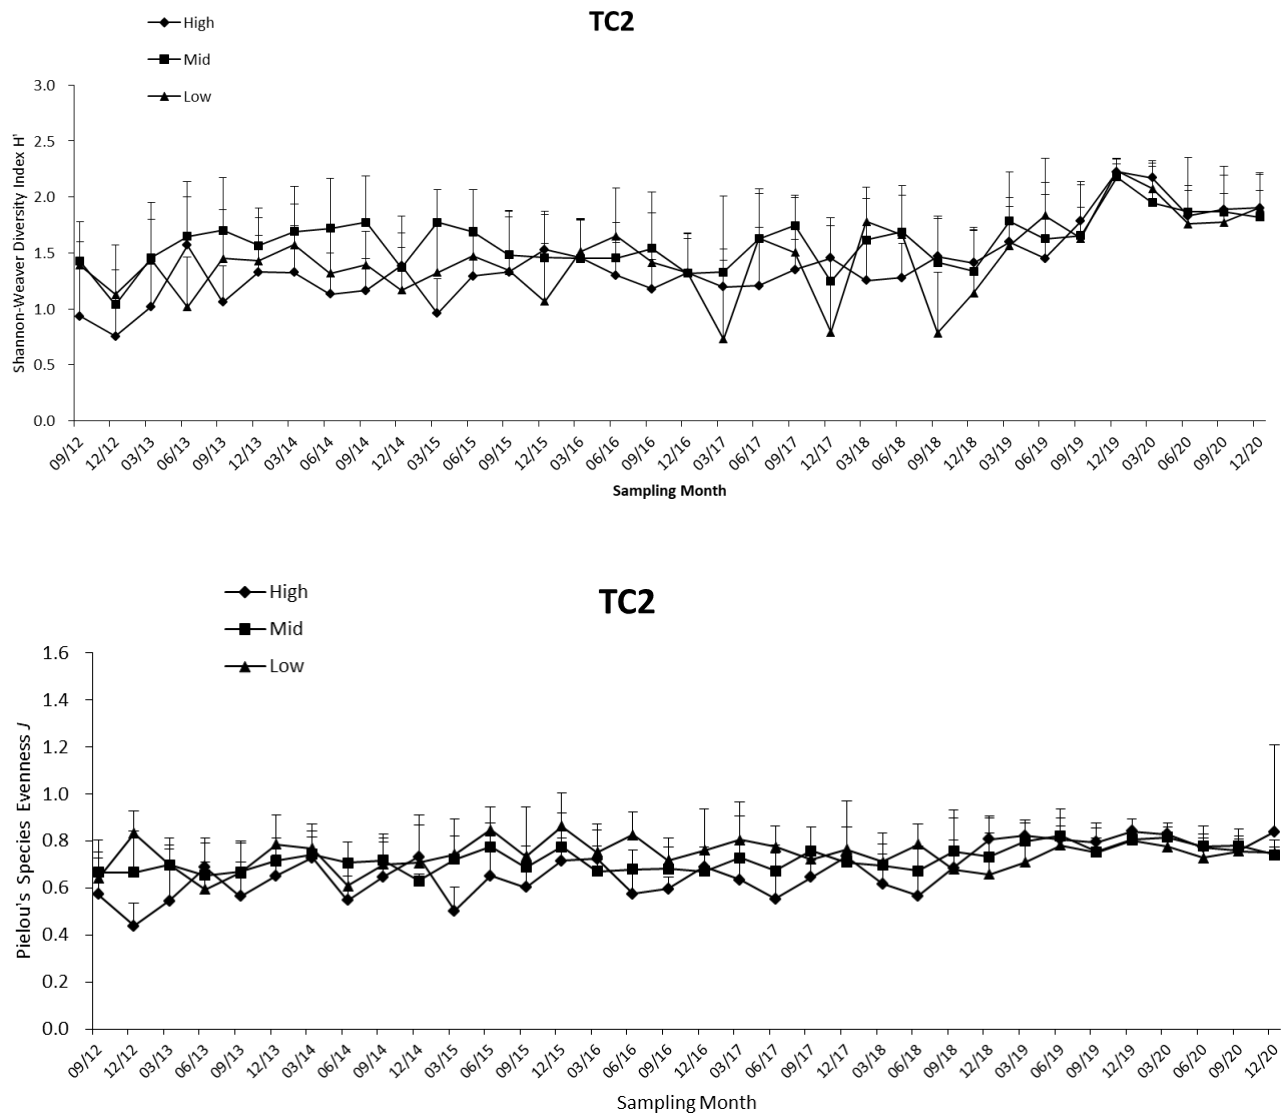 TC2
High
Mid
Low
3.0
2.5
2.0
1.5
1.0
0.5
0.0
Shannon-Weaver Diversity Index H'
09/12 12/12 03/13 06/13 09/13 12/13 03/14 06/14 09/14 12/14 03/15 06/15 09/15 12/15 03/16 06/16 09/16 12/16 03/17 06/17 09/17 12/17 03/18 06/18 09/18 12/18 03/19 06/19 09/19 12/19 03/20 06/20 09/20 12/20
Sampling Month
TC2
High
Mid
Low
1.6
1.4
1.2
1.0
0.8
0.6
0.4
0.2
0.0
Pielou's Species Evenness J
09/12 12/12 03/13 06/13 09/13 12/13 03/14 06/14 09/14 12/14 03/15 06/15 09/15 12/15 03/16 06/16 09/16 12/16 03/17 06/17 09/17 12/17 03/18 06/18 09/18 12/18 03/19 06/19 09/19 12/19 03/20 06/20 09/20 12/20
Sampling Month